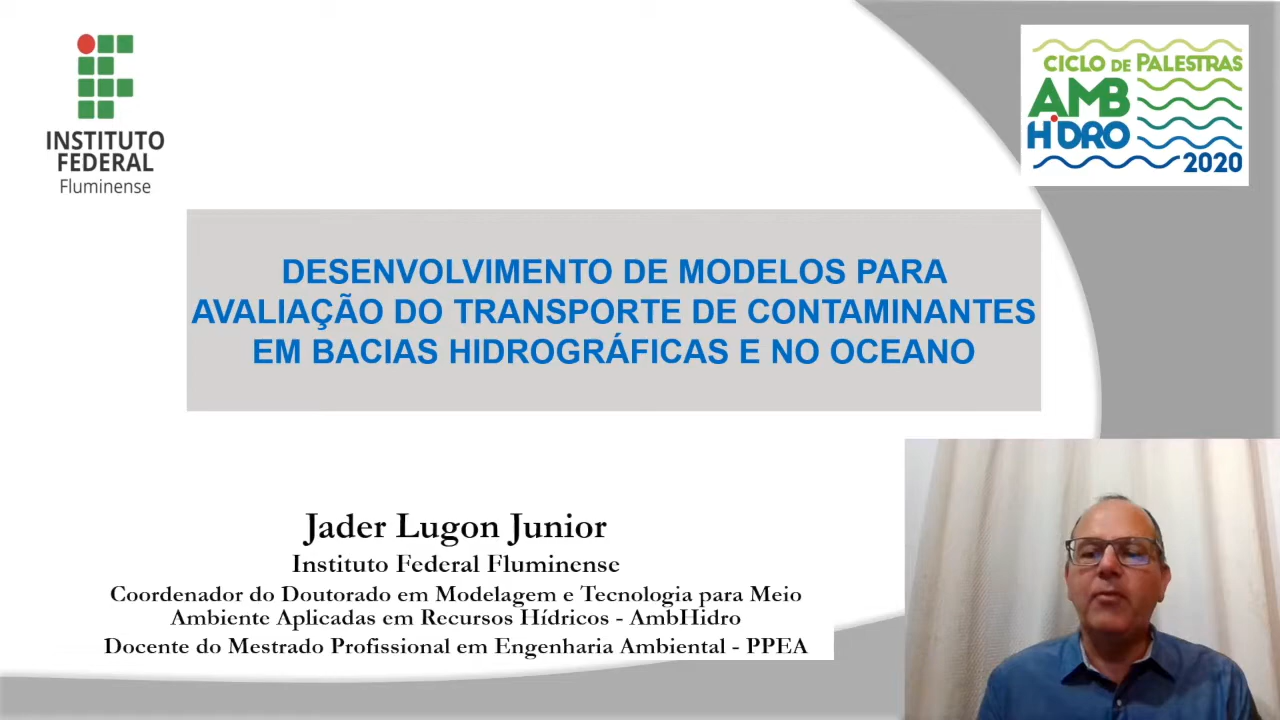 INSTITUTO
FEDERAL
Fluminense
CICLO DE PALESTRAS
AMB
HIDRO
2020
DESENVOLVIMENTO DE MODELOS PARA
AVALIAÇÃO DO TRANSPORTE DE CONTAMINANTES
EM BACIAS HIDROGRÁFICAS E NO OCEANO
Jader Lugon Junior
Instituto Federal Fluminense
Coordenador do Doutorado em Modelagem e Tecnologia para Meio
Ambiente Aplicadas em Recursos Hídricos - AmbHidro
Docente do Mestrado Profissional em Engenharia Ambiental - PPEA